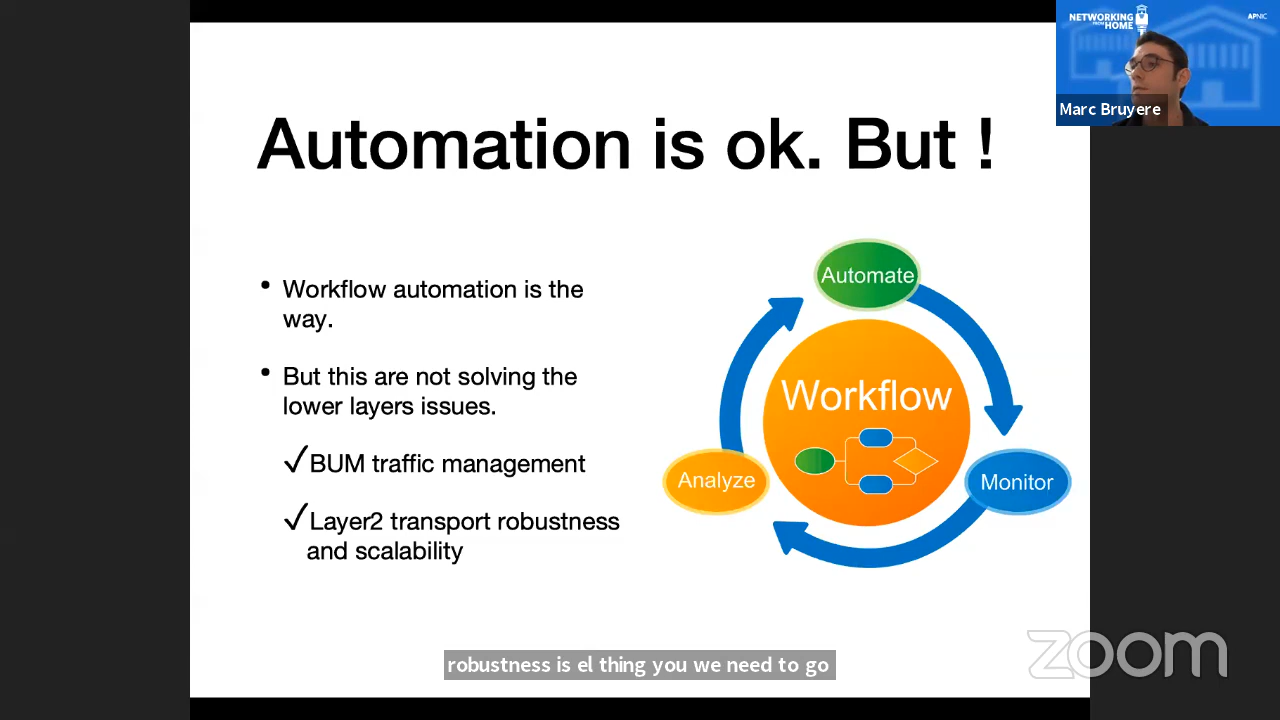 NETWORKING
FROM
HOME
APNIC
Marc Bruyere
Automation is ok. But !
• Workflow automation is the
way.
• But this are not solving the
lower layers issues.
✓BUM traffic management
✓Layer2 transport robustness
and scalability
Automate
Workflow
Analyze
Monitor
robustness is el thing you we need to go
zoom